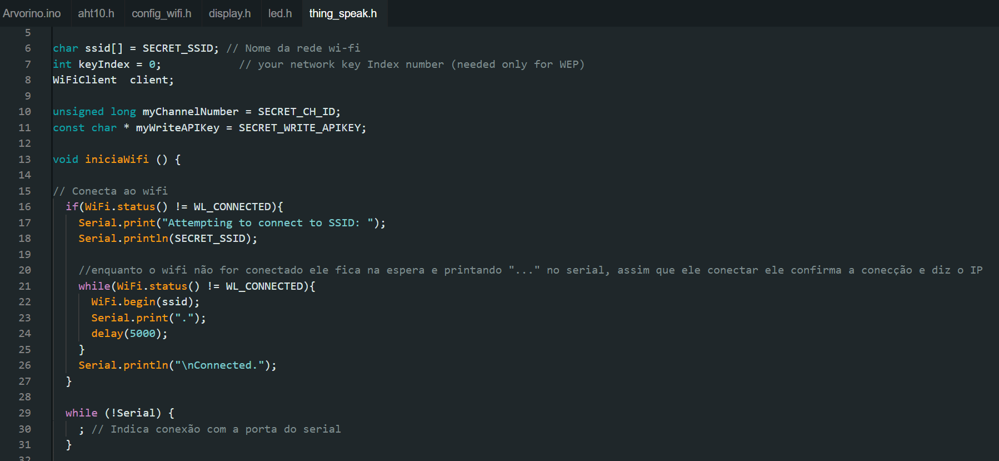 Arvorino.ino aht10.h config_wifi.h display.h led.h thing_speak.h
5
6 char ssid[] = SECRET_SSID; // Nome da rede wi-fi
7 int keyIndex = 0;            // your network key Index number (needed only for WEP)
8 WiFiClient  client;
9
10 unsigned long myChannelNumber = SECRET_CH_ID;
11 const char * myWriteAPIKey = SECRET_WRITE_APIKEY;
12
13 void iniciaWifi () {
14
15 // Conecta ao wifi
16   if(WiFi.status() != WL_CONNECTED){
17     Serial.print("Attempting to connect to SSID: ");
18     Serial.println(SECRET_SSID);
19
20     //enquanto o wifi não for conectado ele fica na espera e printando "..." no serial, assim que ele conectar ele confirma a conecção e diz o IP
21     while(WiFi.status() != WL_CONNECTED){
22       WiFi.begin(ssid);
23       Serial.print(".");
24       delay(5000);
25     }
26     Serial.println("\nConnected.");
27   }
28
29   while (!Serial) {
30     ; // Indica conexão com a porta do serial
31   }
32